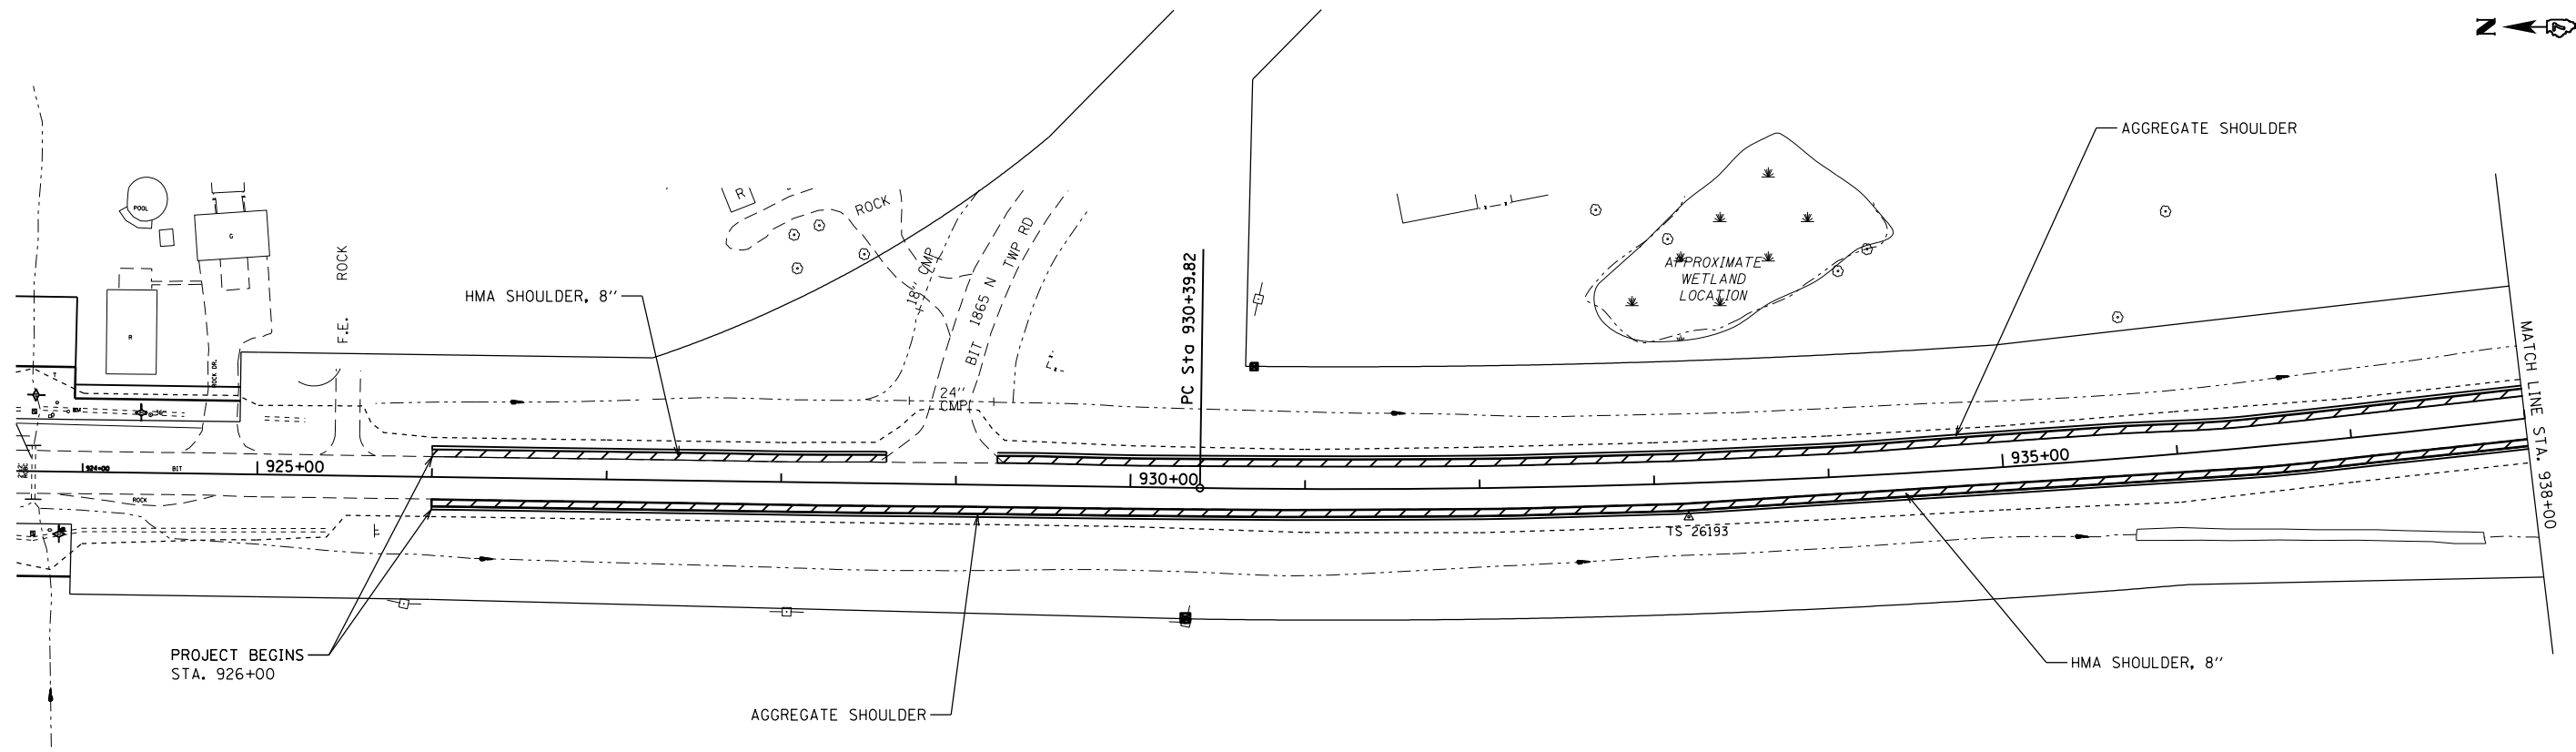 N
AGGREGATE SHOULDER
POOL
G
R
R
ROCK
F.E. ROCK
ROCK DR.
HMA SHOULDER, 8"
18" CMP
BIT 1865 N TWP RD
24"
CMP
PC Sta 930+39.82
APPROXIMATE
WETLAND
LOCATION
924+00
BIT
ROCK
925+00
930+00
935+00
TS 26193
MATCH LINE STA. 938+00
PROJECT BEGINS
STA. 926+00
AGGREGATE SHOULDER
HMA SHOULDER, 8"